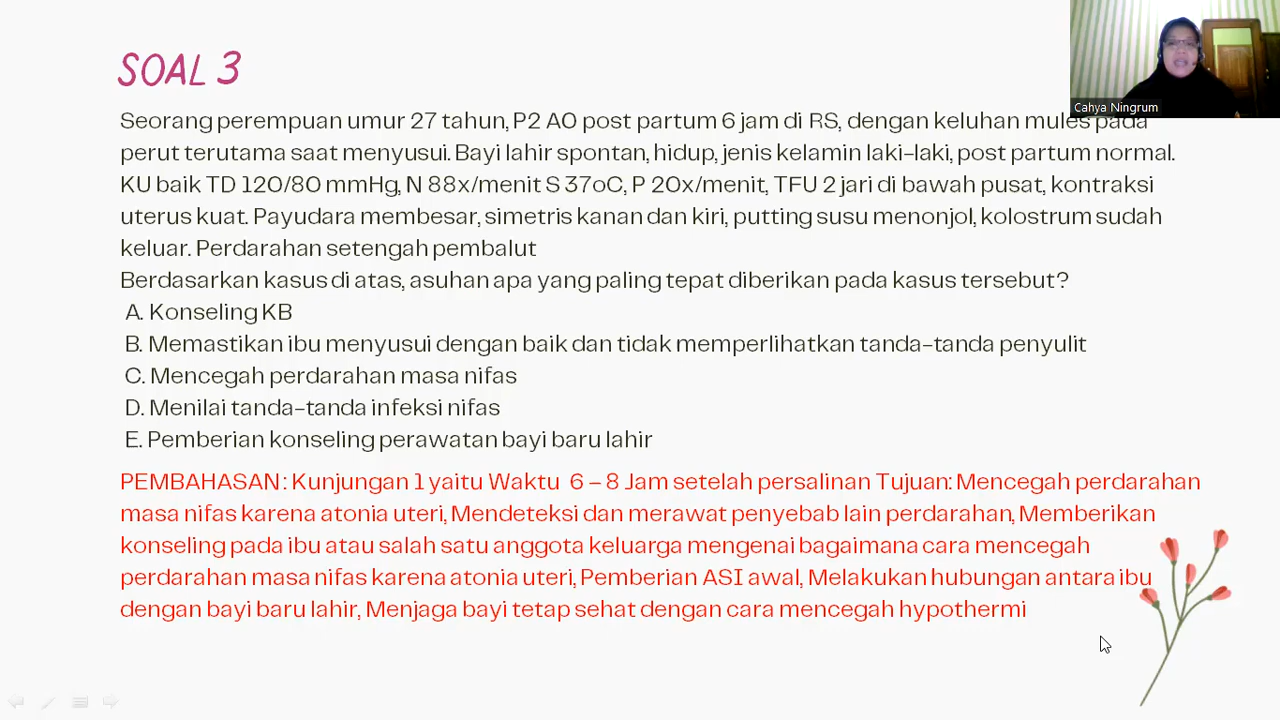 SOAL 3
Cahya Ningrum
Seorang perempuan umur 27 tahun, P2 A0 post partum 6 jam di RS, dengan keluhan mules pada
perut terutama saat menyusui. Bayi lahir spontan, hidup, jenis kelamin laki-laki, post partum normal.
KU baik TD 120/80 mmHg, N 88x/menit S 37oC, P 20x/menit, TFU 2 jari di bawah pusat, kontraksi
uterus kuat. Payudara membesar, simetris kanan dan kiri, putting susu menonjol, kolostrum sudah
keluar. Perdarahan setengah pembalut
Berdasarkan kasus di atas, asuhan apa yang paling tepat diberikan pada kasus tersebut?
A. Konseling KB
B. Memastikan ibu menyusui dengan baik dan tidak memperlihatkan tanda-tanda penyulit
C. Mencegah perdarahan masa nifas
D. Menilai tanda-tanda infeksi nifas
E. Pemberian konseling perawatan bayi baru lahir
PEMBAHASAN: Kunjungan 1 yaitu Waktu 6 – 8 Jam setelah persalinan Tujuan: Mencegah perdarahan
masa nifas karena atonia uteri, Mendeteksi dan merawat penyebab lain perdarahan, Memberikan
konseling pada ibu atau salah satu anggota keluarga mengenai bagaimana cara mencegah
perdarahan masa nifas karena atonia uteri, Pemberian ASI awal, Melakukan hubungan antara ibu
dengan bayi baru lahir, Menjaga bayi tetap sehat dengan cara mencegah hypothermi